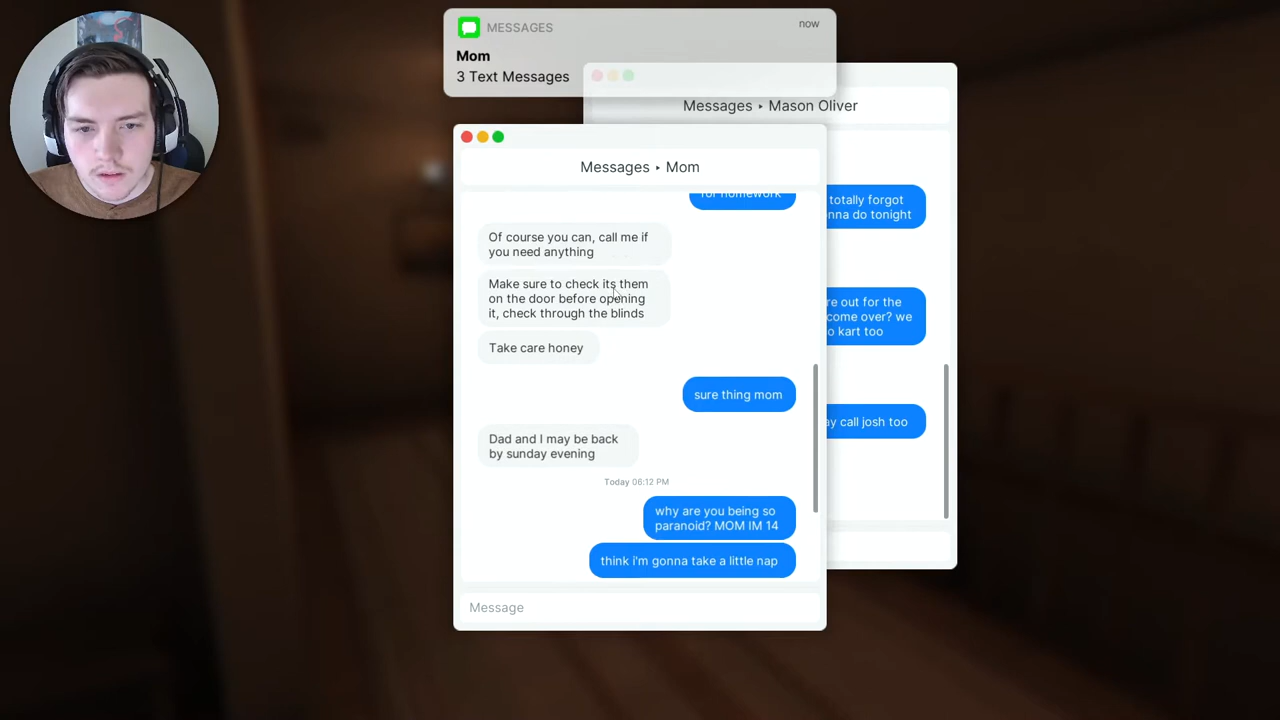 MESSAGES
now
Mom
3 Text Messages
Messages ‣ Mason Oliver
Messages ‣ Mom
for homework
totally forgot
nna do tonight
Of course you can, call me if
you need anything
Make sure to check its them
on the door before opening
it, check through the blinds
re out for the
come over? we
o kart too
Take care honey
sure thing mom
ay call josh too
Dad and I may be back
by sunday evening
Today 06:12 PM
why are you being so
paranoid? MOM IM 14
think i'm gonna take a little nap
Message